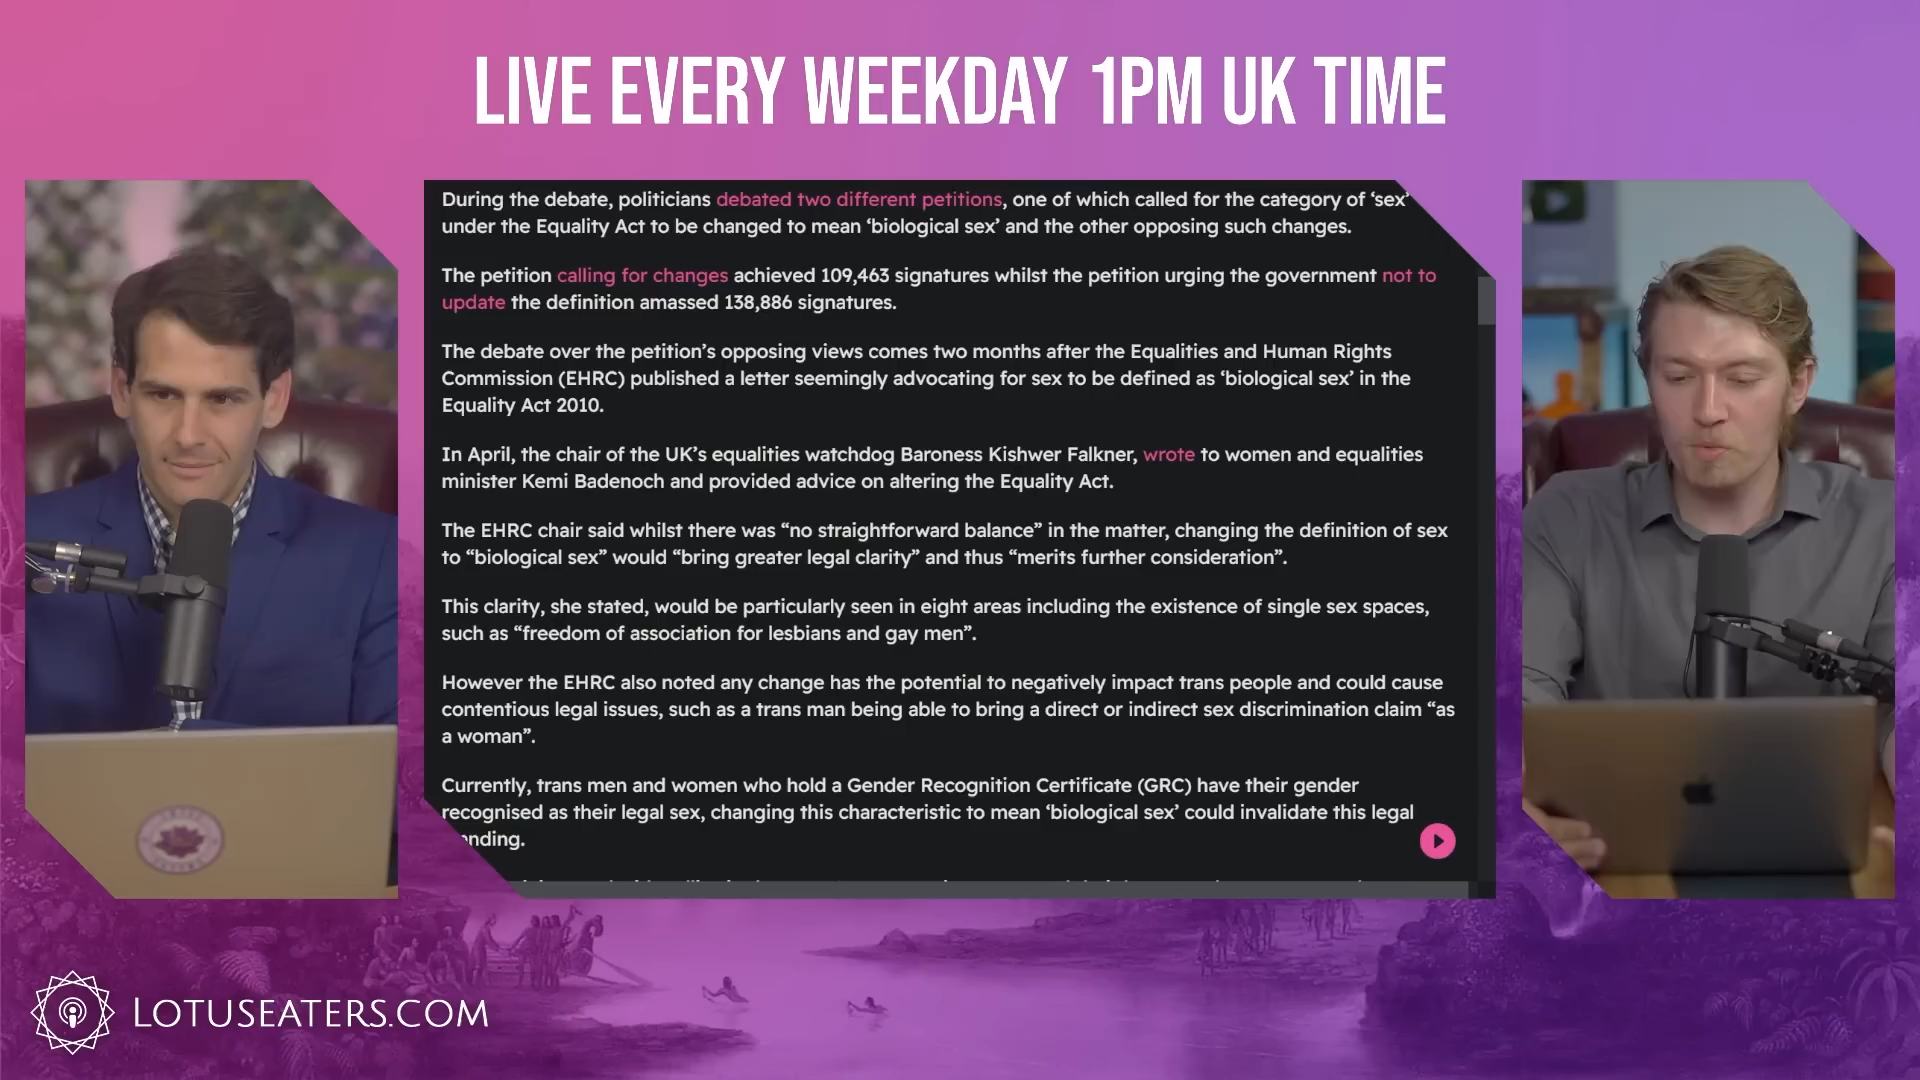 LIVE EVERY WEEKDAY 1PM UK TIME
During the debate, politicians debated two different petitions, one of which called for the category of ‘sex’
under the Equality Act to be changed to mean ‘biological sex’ and the other opposing such changes.
The petition calling for changes achieved 109,463 signatures whilst the petition urging the government not to
update the definition amassed 138,886 signatures.
The debate over the petition’s opposing views comes two months after the Equalities and Human Rights
Commission (EHRC) published a letter seemingly advocating for sex to be defined as ‘biological sex’ in the
Equality Act 2010.
In April, the chair of the UK’s equalities watchdog Baroness Kishwer Falkner, wrote to women and equalities
minister Kemi Badenoch and provided advice on altering the Equality Act.
The EHRC chair said whilst there was “no straightforward balance” in the matter, changing the definition of sex
to “biological sex” would “bring greater legal clarity” and thus “merits further consideration”.
This clarity, she stated, would be particularly seen in eight areas including the existence of single sex spaces,
such as “freedom of association for lesbians and gay men”.
However the EHRC also noted any change has the potential to negatively impact trans people and could cause
contentious legal issues, such as a trans man being able to bring a direct or indirect sex discrimination claim “as
a woman”.
Currently, trans men and women who hold a Gender Recognition Certificate (GRC) have their gender
recognised as their legal sex, changing this characteristic to mean ‘biological sex’ could invalidate this legal
nding.
LOTUSEATERS.COM